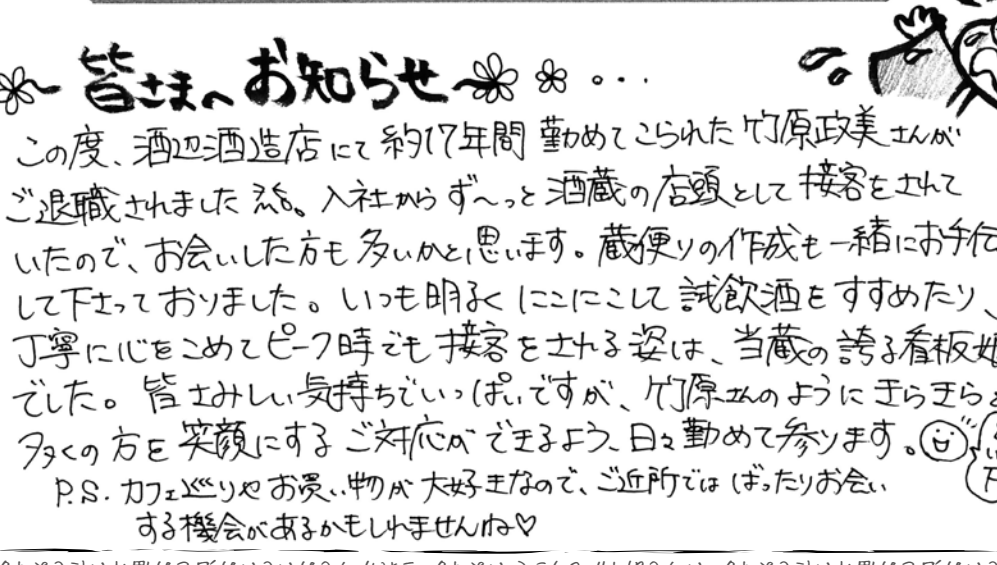 皆さまへ お知らせ
この度、酒辺酒造店にて約17年間 勤めてこられた竹原政美さんが
ご退職されました。入社からず〜っと酒蔵の店頭として接客をされて
いたので、お会いした方も多いかと思います。蔵便りの作成も一緒にお手伝
して下さっておりました。いつも明るくにこにこして試飲酒をすすめたり、
丁寧に心をこめてピーク時でも接客をされる姿は、当蔵の誇る看板娘
でした。皆さみしい気持ちでいっぱいですが、竹原さんのようにきらきらと
多くの方を笑顔にするご対応ができるよう、日々勤めて参ります。
P.S. カフェ巡りやお買い物が大好きなので、ご近所ではばったりお会い
する機会があるかもしれませんね♡